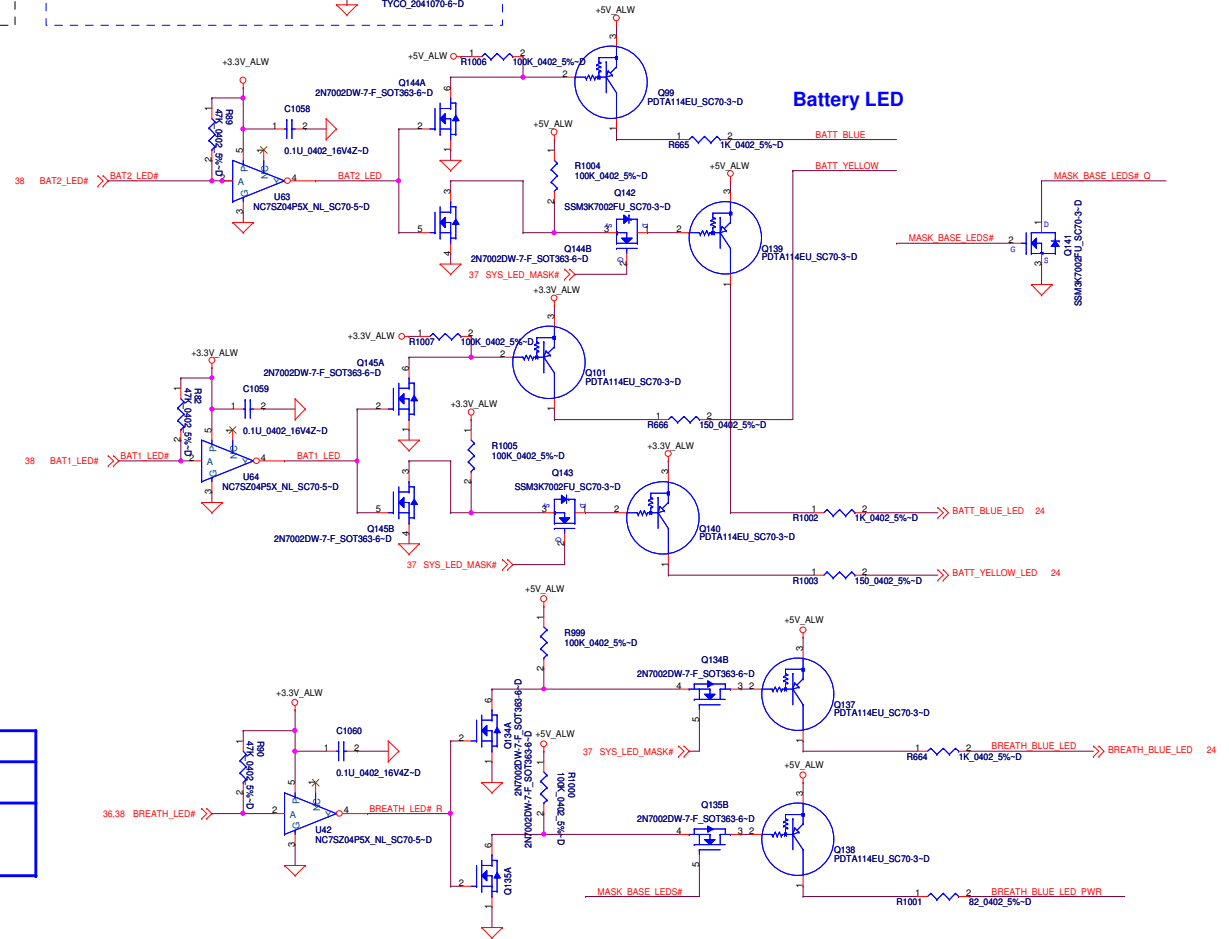 TYCO_2041070-6~D
+5V_ALW
+5V_ALW
R1006
1
2
100K_0402_5%~D
+3.3V_ALW
Q144A
2N7002DW-7-F_SOT363-6~D
Q99
PDTA114EU_SC70-3~D
Battery LED
R89
47K_0402_5%~D
C1058
0.1U_0402_16V4Z~D
+5V_ALW
R665
1K_0402_5%~D
BATT_BLUE
R1004
100K_0402_5%~D
+5V_ALW
BATT_YELLOW
38 BAT2_LED#
BAT2_LED#
BAT2_LED
U63
NC7SZ04P5X_NL_SC70-5~D
Q142
SSM3K7002FU_SC70-3~D
MASK_BASE_LEDS#_Q
MASK_BASE_LEDS#
Q141
SSM3K7002FU_SC70-3~D
Q144B
2N7002DW-7-F_SOT363-6~D
Q139
PDTA114EU_SC70-3~D
37 SYS_LED_MASK#
+3.3V_ALW
+3.3V_ALW
R1007
100K_0402_5%~D
+3.3V_ALW
Q145A
2N7002DW-7-F_SOT363-6~D
Q101
PDTA114EU_SC70-3~D
R82
47K_0402_5%~D
C1059
0.1U_0402_16V4Z~D
+3.3V_ALW
R666
150_0402_5%~D
R1005
100K_0402_5%~D
+3.3V_ALW
38 BAT1_LED#
BAT1_LED#
BAT1_LED
U64
NC7SZ04P5X_NL_SC70-5~D
Q143
SSM3K7002FU_SC70-3~D
R1002
1K_0402_5%~D
BATT_BLUE_LED 24
Q145B
2N7002DW-7-F_SOT363-6~D
Q140
PDTA114EU_SC70-3~D
37 SYS_LED_MASK#
R1003
150_0402_5%~D
BATT_YELLOW_LED 24
+5V_ALW
R999
100K_0402_5%~D
+5V_ALW
Q134B
2N7002DW-7-F_SOT363-6~D
+3.3V_ALW
Q134A
2N7002DW-7-F_SOT363-6~D
Q137
PDTA114EU_SC70-3~D
R90
47K_0402_5%~D
C1060
0.1U_0402_16V4Z~D
+5V_ALW
37 SYS_LED_MASK#
R664
1K_0402_5%~D
BREATH_BLUE_LED
BREATH_BLUE_LED 24
+5V_ALW
R1000
100K_0402_5%~D
36,38 BREATH_LED#
BREATH_LED#_R
U42
NC7SZ04P5X_NL_SC70-5~D
Q135B
2N7002DW-7-F_SOT363-6~D
Q138
PDTA114EU_SC70-3~D
Q135A
2N7002DW-7-F_SOT363-6~D
MASK_BASE_LEDS#
R1001
82_0402_5%~D
BREATH_BLUE_LED_PWR